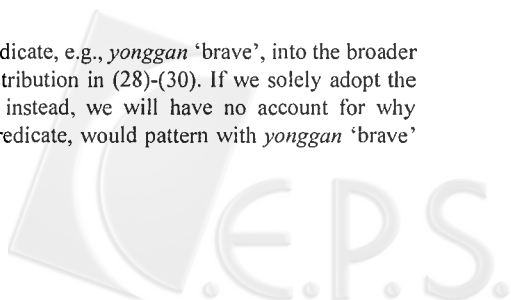 dicate, e.g., yonggan ‘brave’, into the broader
tribution in (28)-(30). If we solely adopt the
instead, we will have no account for why
redicate, would pattern with yonggan ‘brave’
C.E.P.S.